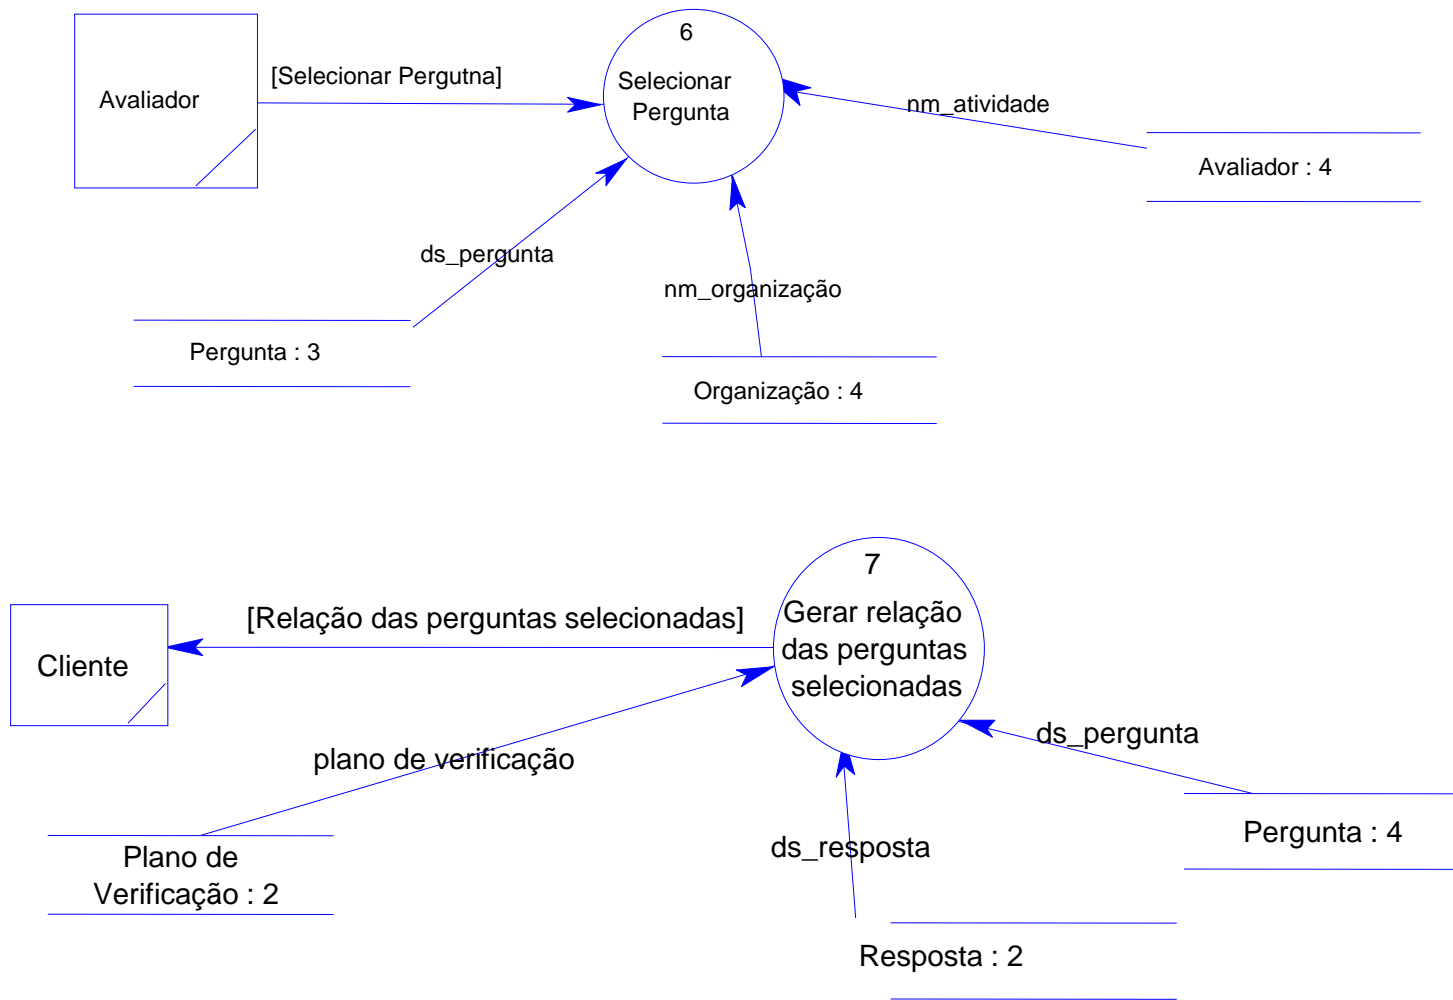 6
Selecionar
Pergunta
[Selecionar Pergutna]
Avaliador
nm_atividade
Avaliador : 4
ds_pergunta
nm_organização
Pergunta : 3
Organização : 4
7
Gerar relação
das perguntas
selecionadas
[Relação das perguntas selecionadas]
Cliente
ds_pergunta
plano de verificação
Pergunta : 4
ds_resposta
Plano de
Verificação : 2
Resposta : 2